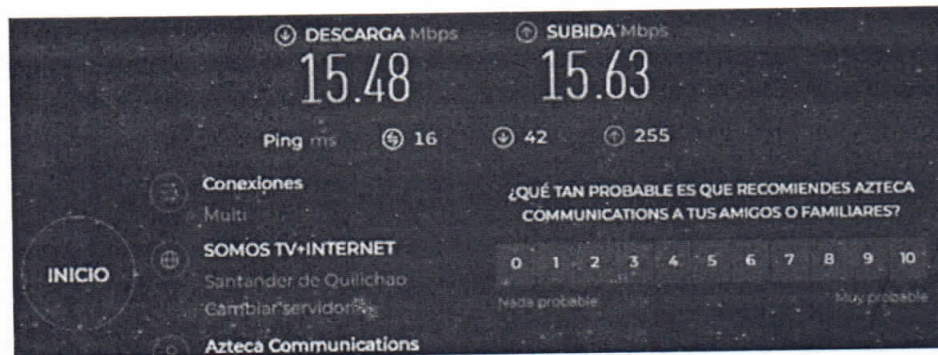 DESCARGA Mbps
SUBIDA Mbps
15.48
15.63
Ping ms 16 42 255
Conexiones
Multi
SOMOS TV+INTERNET
Santander de Quilichao
Cambiar servidor
Azteca Communications
INICIO
¿QUÉ TAN PROBABLE ES QUE RECOMIENDES AZTECA
COMMUNICATIONS A TUS AMIGOS O FAMILIARES?
0 1 2 3 4 5 6 7 8 9 10
Nada probable
Muy probable